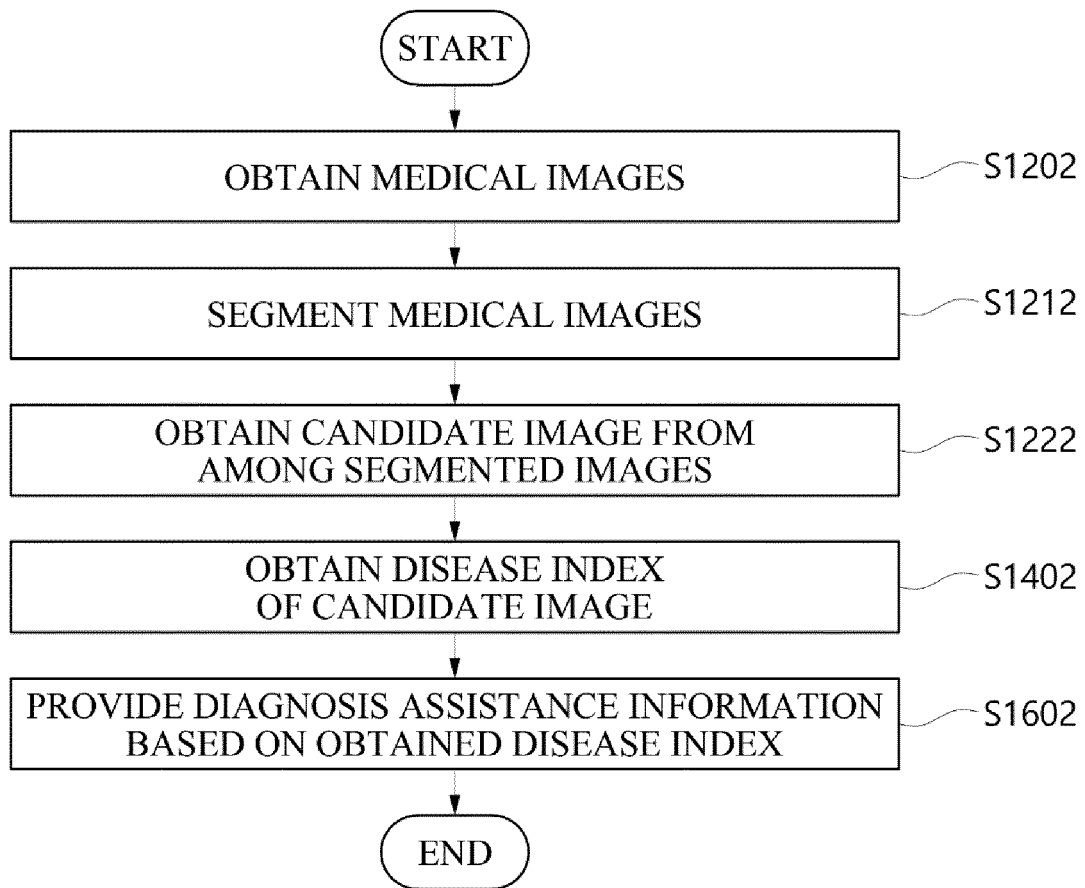 START
OBTAIN MEDICAL IMAGES
S1202
SEGMENT MEDICAL IMAGES
S1212
OBTAIN CANDIDATE IMAGE FROM
AMONG SEGMENTED IMAGES
S1222
OBTAIN DISEASE INDEX
OF CANDIDATE IMAGE
S1402
PROVIDE DIAGNOSIS ASSISTANCE INFORMATION
BASED ON OBTAINED DISEASE INDEX
S1602
END